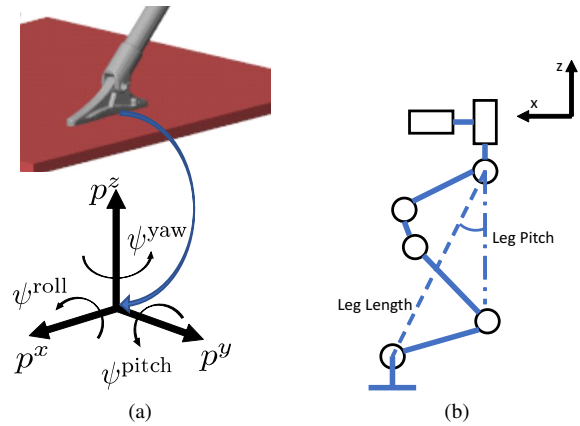 p^z
ψ^yaw
ψ^roll
p^x
p^y
ψ^pitch
(a)
z
x
Leg Pitch
Leg Length
(b)